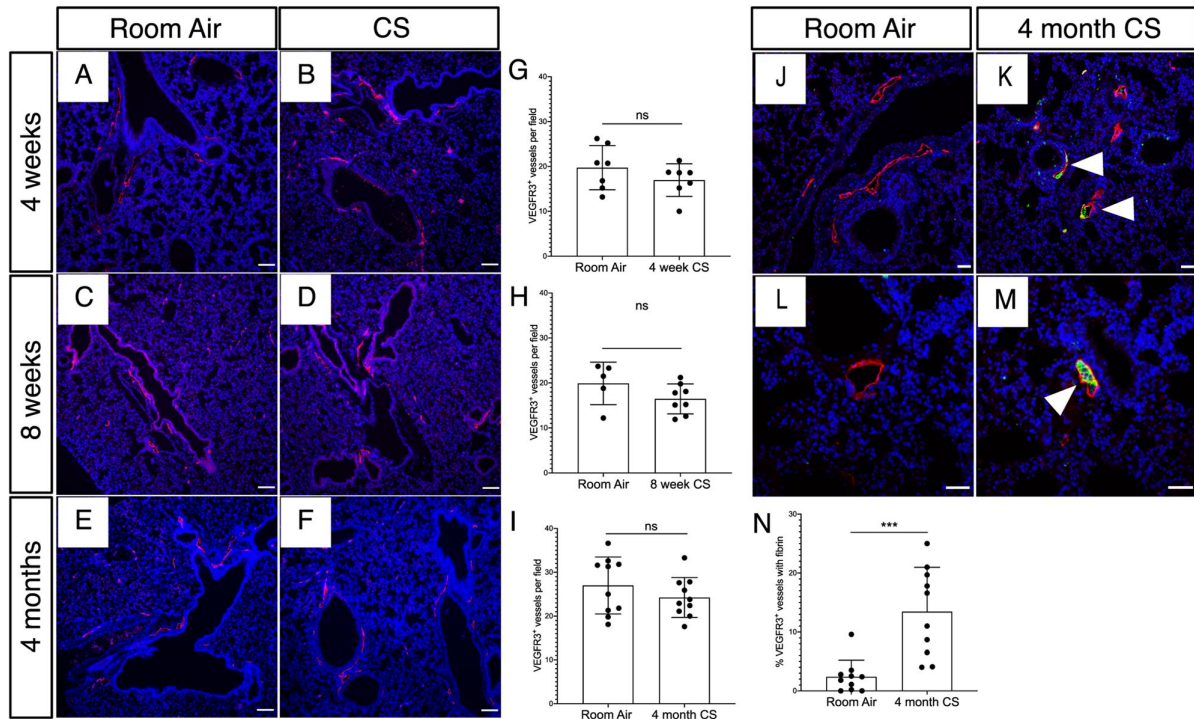 Room Air
CS
4 weeks
8 weeks
4 months
A
B
C
D
E
F
G
VEGFR3⁺ vessels per field
40
30
20
10
0
ns
Room Air
4 week CS
H
VEGFR3⁺ vessels per field
40
30
20
10
0
ns
Room Air
8 week CS
I
VEGFR3⁺ vessels per field
40
30
20
10
0
ns
Room Air
4 month CS
Room Air
4 month CS
J
K
L
M
N
% VEGFR3⁺ vessels with fibrin
30
20
10
0
***
Room Air
4 month CS